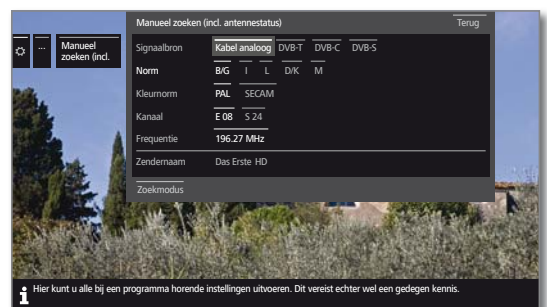 Manueel zoeken (incl. antennestatus) Terug
... Manueel zoeken (incl.
Signaalbron Kabel analoog DVB-T DVB-C DVB-S
Norm B/G I L D/K M
Kleurnorm PAL SECAM
Kanaal E 08 S 24
Frequentie 196.27 MHz
Zendernaam Das Erste HD
Zoekmodus
Hier kunt u alle bij een programma horende instellingen uitvoeren. Dit vereist echter wel een gedegen kennis.